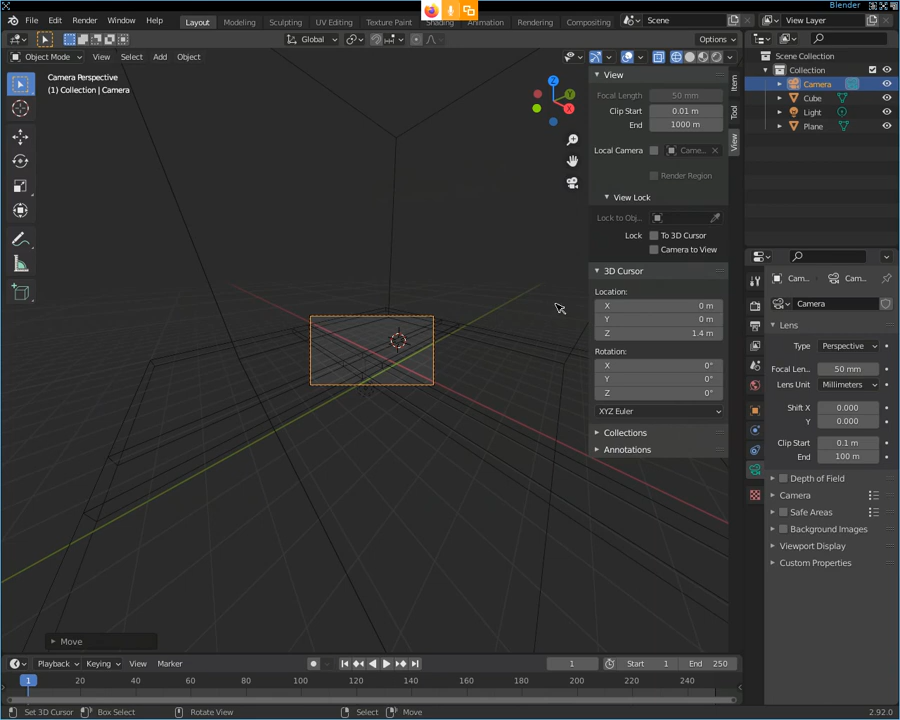 Blender
File Edit Render Window Help Layout Modeling Sculpting UV Editing Texture Paint Shading Animation Rendering Compositing Scene View Layer
Global Options
Object Mode View Select Add Object
Camera Perspective
(1) Collection | Camera
Z
Y
X
View
Focal Length 50 mm
Clip Start 0.01 m
End 1000 m
Local Camera Came...
Render Region
View Lock
Lock to Obj...
Lock To 3D Cursor
Camera to View
3D Cursor
Location:
X 0 m
Y 0 m
Z 1.4 m
Rotation:
X 0°
Y 0°
Z 0°
XYZ Euler
Collections
Annotations
Item
Tool
View
Scene Collection
Collection
Camera
Cube
Light
Plane
Cam... Cam...
Camera
Lens
Type Perspective
Focal Len... 50 mm
Lens Unit Millimeters
Shift X 0.000
Y 0.000
Clip Start 0.1 m
End 100 m
Depth of Field
Camera
Safe Areas
Background Images
Viewport Display
Custom Properties
Move
Playback Keying View Marker 1 Start 1 End 250
1 20 40 60 80 100 120 140 160 180 200 220 240
Set 3D Cursor Box Select Rotate View Select Move 2.92.0